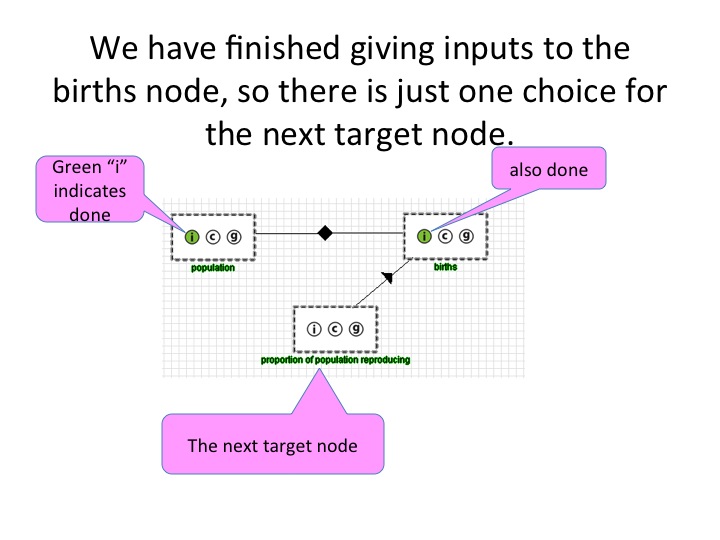 We have finished giving inputs to the
births node, so there is just one choice for
the next target node.
Green “i”
indicates
done
also done
i c g
population
i c g
births
i c g
proportion of population reproducing
The next target node